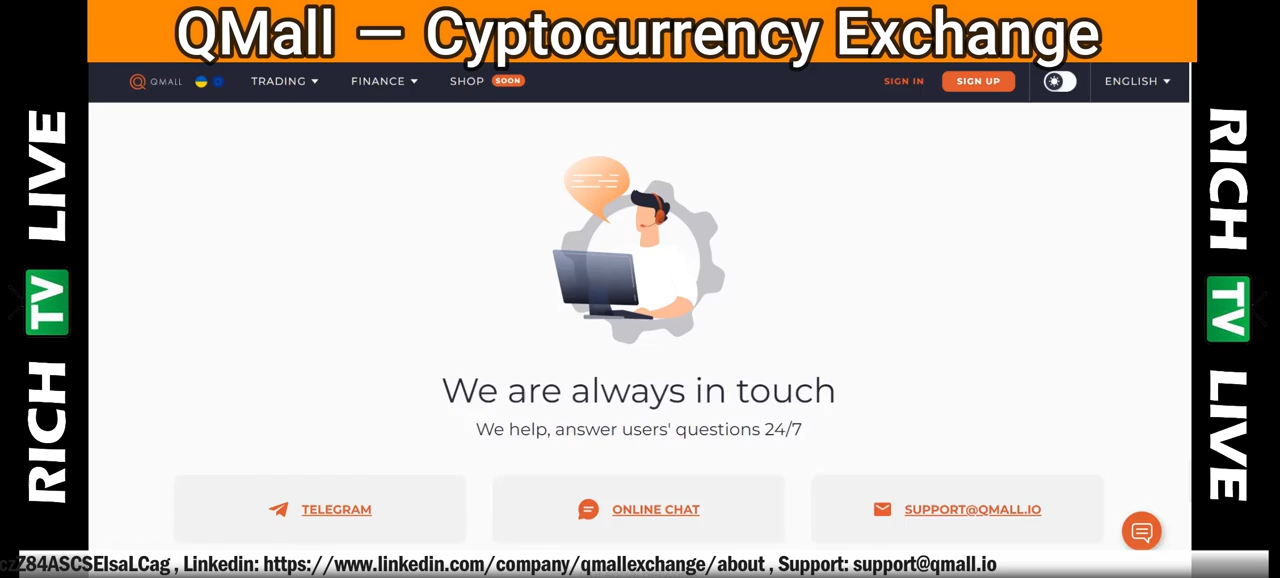 QMall — Cyptocurrency Exchange
QMALL TRADING FINANCE SHOP SOON SIGN IN SIGN UP ENGLISH
RICH TV LIVE
RICH TV LIVE
We are always in touch
We help, answer users' questions 24/7
TELEGRAM ONLINE CHAT SUPPORT@QMALL.IO
czZ84ASCSEIsaLCag , Linkedin: https://www.linkedin.com/company/qmallexchange/about , Support: support@qmall.io